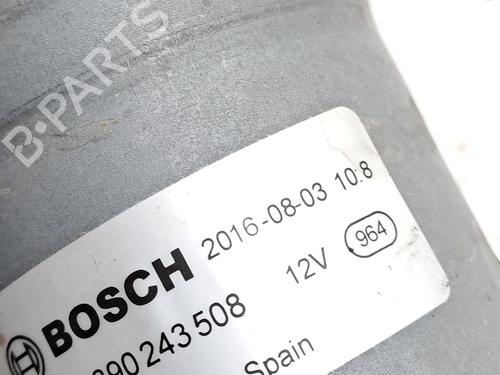 B-PARTS
BOSCH 2016-08-03 10:8
390 243 508 12V 964
Spain